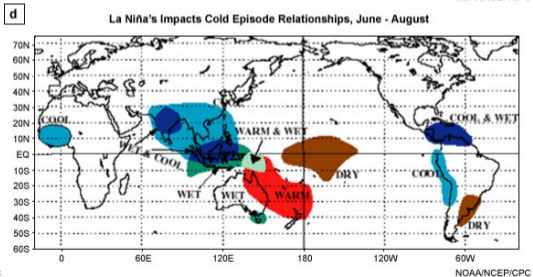 d
La Niña's Impacts Cold Episode Relationships, June - August
70N
60N
50N
40N
30N
20N
10N
EQ
10S
20S
30S
40S
50S
60S
COOL
COOL
COOL & WET
WARM & WET
WET & COOL
DRY
COOL
WET
WET
WARM
DRY
0
60E
120E
180
120W
60W
NOAA/NCEP/CPC